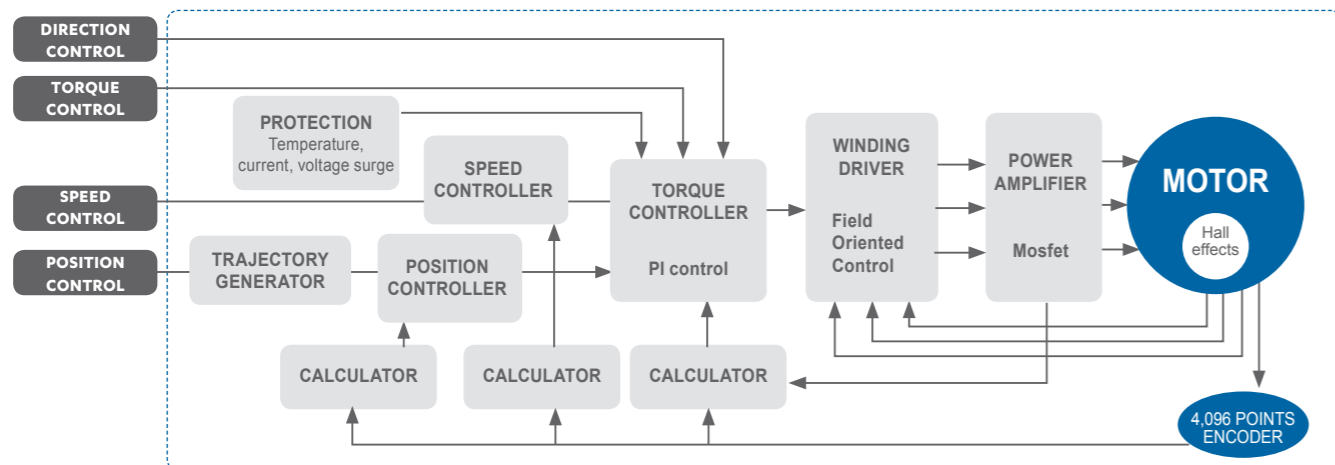 DIRECTION
CONTROL
TORQUE
CONTROL
PROTECTION
Temperature,
current, voltage surge
SPEED
CONTROLLER
SPEED
CONTROL
POSITION
CONTROL
TRAJECTORY
GENERATOR
POSITION
CONTROLLER
TORQUE
CONTROLLER
PI control
WINDING
DRIVER
Field
Oriented
Control
POWER
AMPLIFIER
Mosfet
MOTOR
Hall
effects
CALCULATOR
CALCULATOR
CALCULATOR
4,096 POINTS
ENCODER